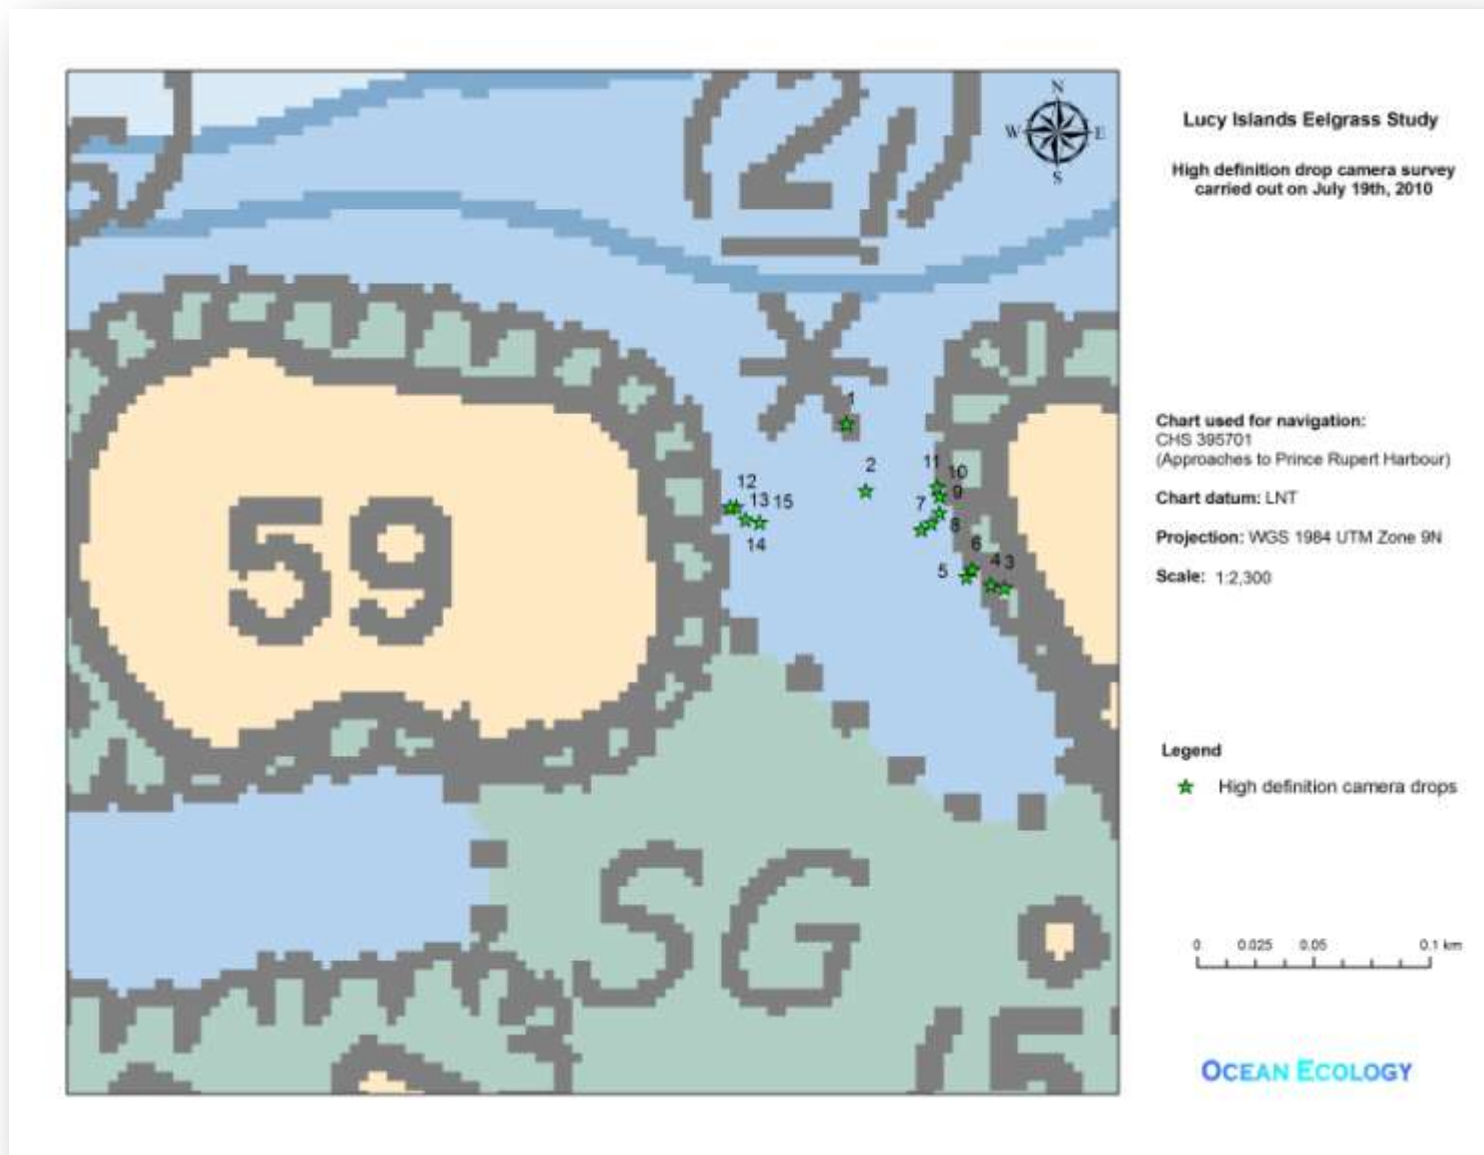 N
W E
S
(2)
59
SG
(5
1
2
11
10
9
7
8
6
4 3
5
12
13 15
14
Lucy Islands Eelgrass Study
High definition drop camera survey
carried out on July 19th, 2010
Chart used for navigation:
CHS 395701
(Approaches to Prince Rupert Harbour)
Chart datum: LNT
Projection: WGS 1984 UTM Zone 9N
Scale: 1:2,300
Legend
High definition camera drops
0 0.025 0.05 0.1 km
OCEAN ECOLOGY